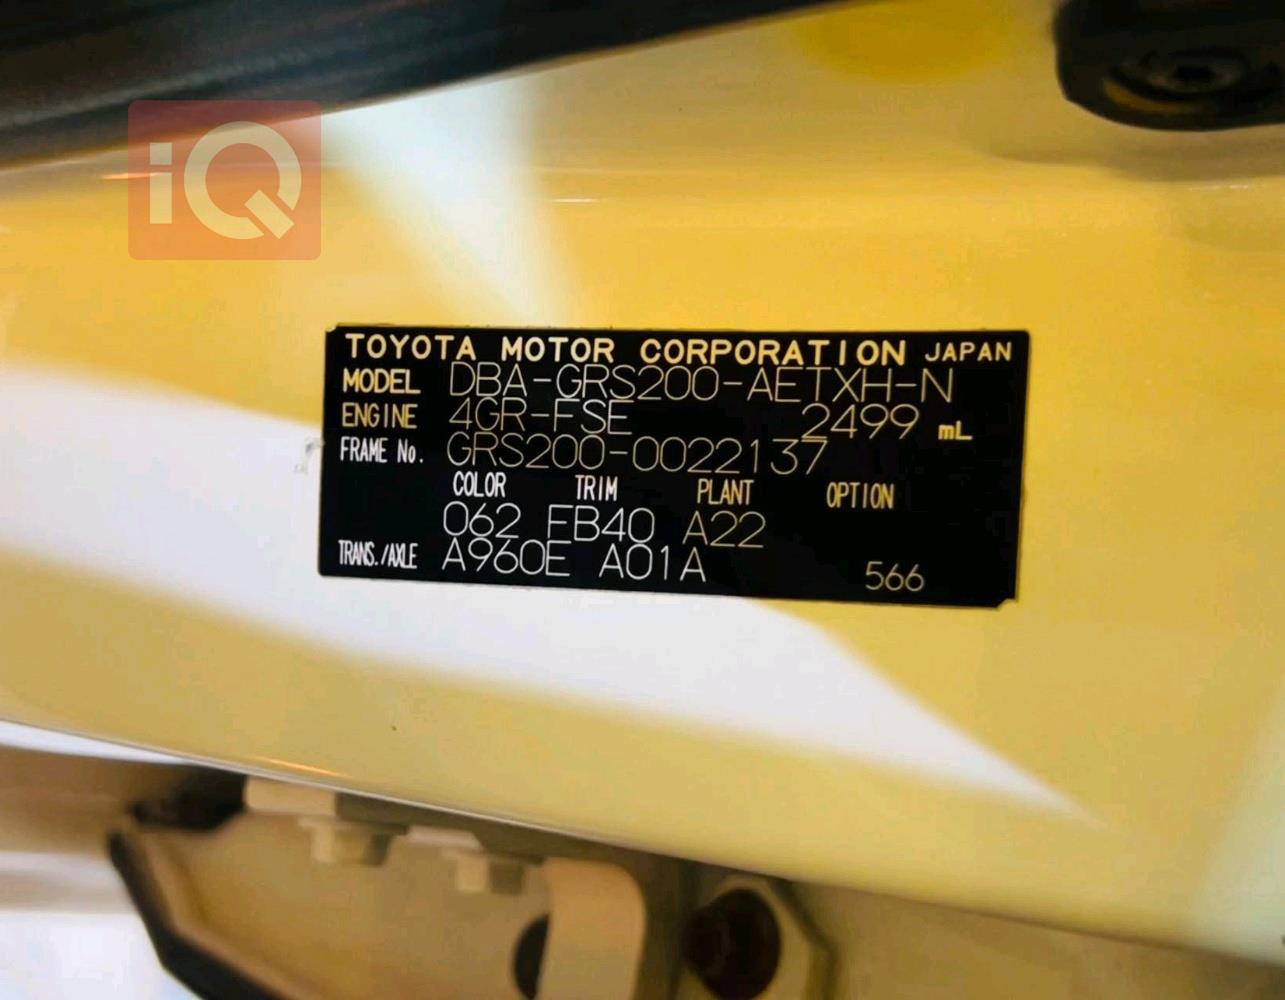 iQ
TOYOTA MOTOR CORPORATION JAPAN
MODEL DBA-GRS200-AETXH-N
ENGINE 4GR-FSE 2499 mL
FRAME No. GRS200-0022137
COLOR TRIM PLANT OPTION
062 FB40 A22
TRANS./AXLE A960E A01A 566